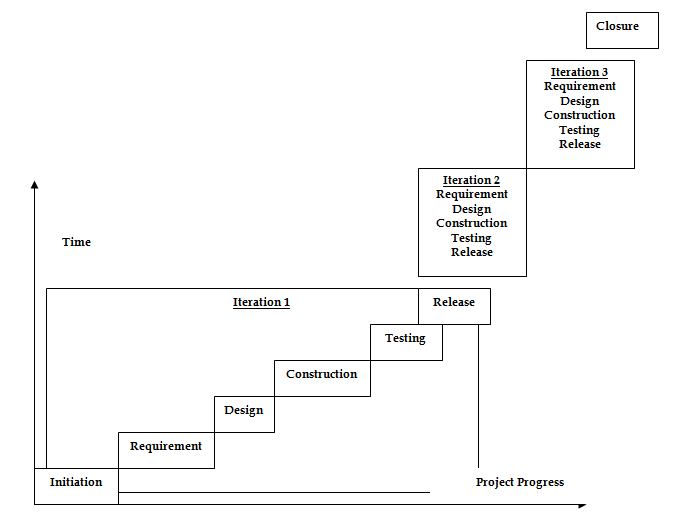 Closure
Iteration 3
Requirement
Design
Construction
Testing
Release
Iteration 2
Requirement
Design
Construction
Testing
Release
Time
Iteration 1
Release
Testing
Construction
Design
Requirement
Initiation
Project Progress